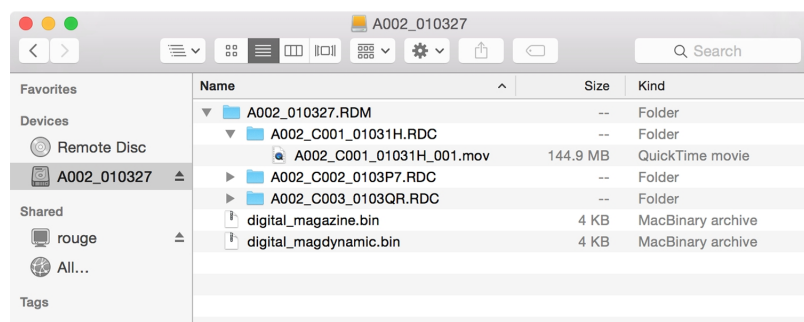 A002_010327
Search
Favorites
Devices
Remote Disc
A002_010327
Shared
rouge
All...
Tags
Name Size Kind
A002_010327.RDM -- Folder
A002_C001_01031H.RDC -- Folder
A002_C001_01031H_001.mov 144.9 MB QuickTime movie
A002_C002_0103P7.RDC -- Folder
A002_C003_0103QR.RDC -- Folder
digital_magazine.bin 4 KB MacBinary archive
digital_magdynamic.bin 4 KB MacBinary archive